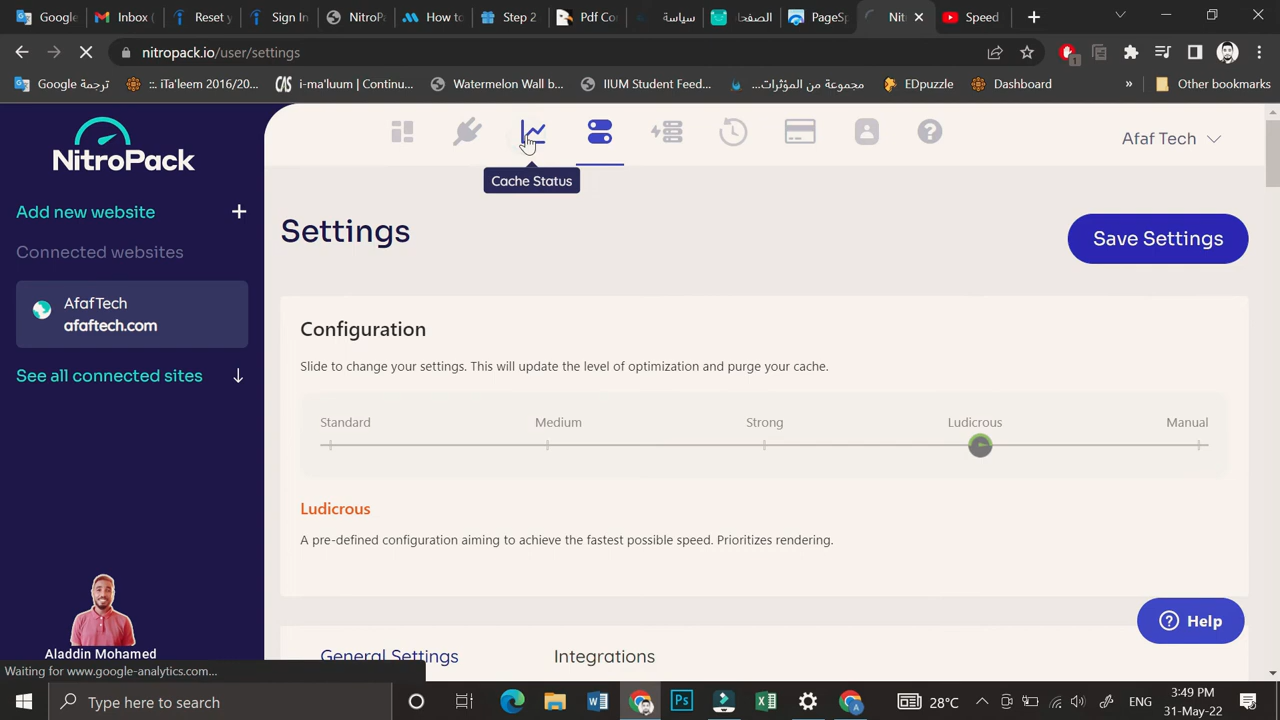 Google
Inbox (
Reset y
Sign In
NitroPa
How to
Step 2
Pdf Co
سياسة
الصفحا
PageSp
Nit
Speed
nitropack.io/user/settings
1
ترجمة Google
:: iTa'leem 2016/20...
CAS i-ma'luum | Continu...
Watermelon Wall b...
IIUM Student Feed...
مجموعة من المؤثرات...
EDpuzzle
Dashboard
»
Other bookmarks
NitroPack
Afaf Tech
Cache Status
Add new website +
Connected websites
AfafTech
afaftech.com
See all connected sites
Settings
Save Settings
Configuration
Slide to change your settings. This will update the level of optimization and purge your cache.
Standard Medium Strong Ludicrous Manual
Ludicrous
A pre-defined configuration aiming to achieve the fastest possible speed. Prioritizes rendering.
Help
General Settings Integrations
Aladdin Mohamed
Waiting for www.google-analytics.com...
Type here to search
28°C
ENG
3:49 PM
31-May-22